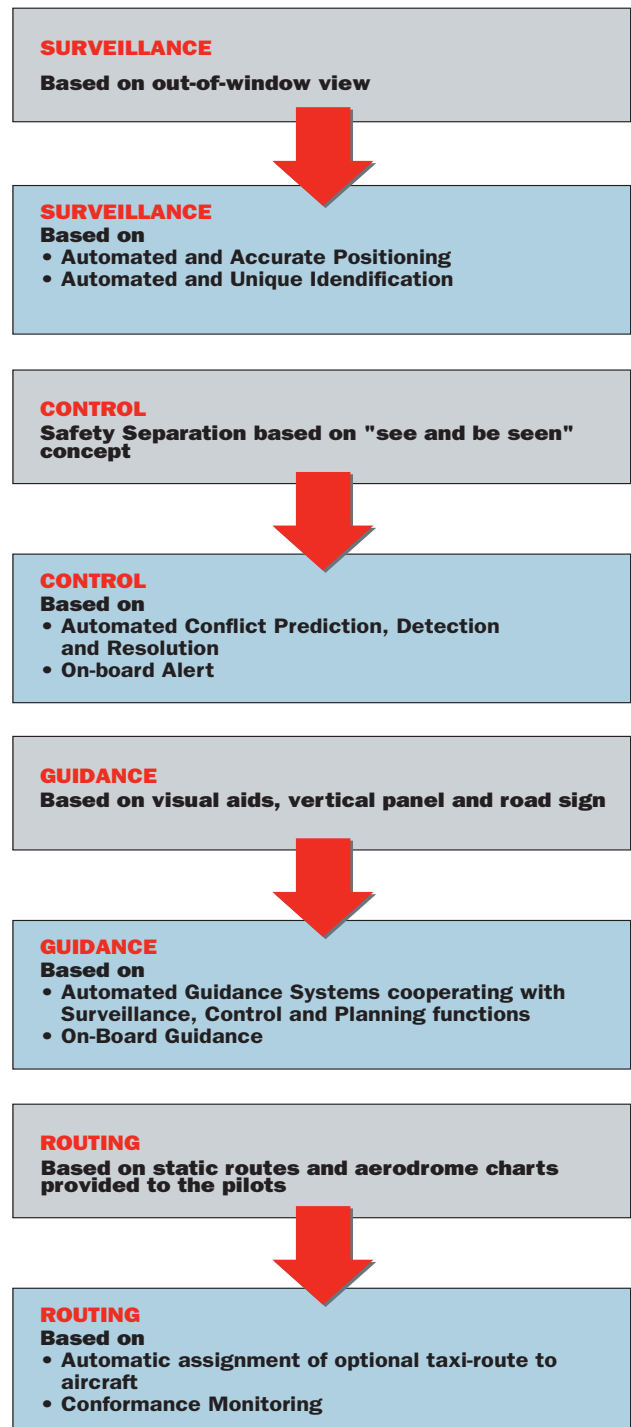 SURVEILLANCE
Based on out-of-window view
SURVEILLANCE
Based on
• Automated and Accurate Positioning
• Automated and Unique Idendification
CONTROL
Safety Separation based on "see and be seen"
concept
CONTROL
Based on
• Automated Conflict Prediction, Detection
and Resolution
• On-board Alert
GUIDANCE
Based on visual aids, vertical panel and road sign
GUIDANCE
Based on
• Automated Guidance Systems cooperating with
Surveillance, Control and Planning functions
• On-Board Guidance
ROUTING
Based on static routes and aerodrome charts
provided to the pilots
ROUTING
Based on
• Automatic assignment of optional taxi-route to
aircraft
• Conformance Monitoring